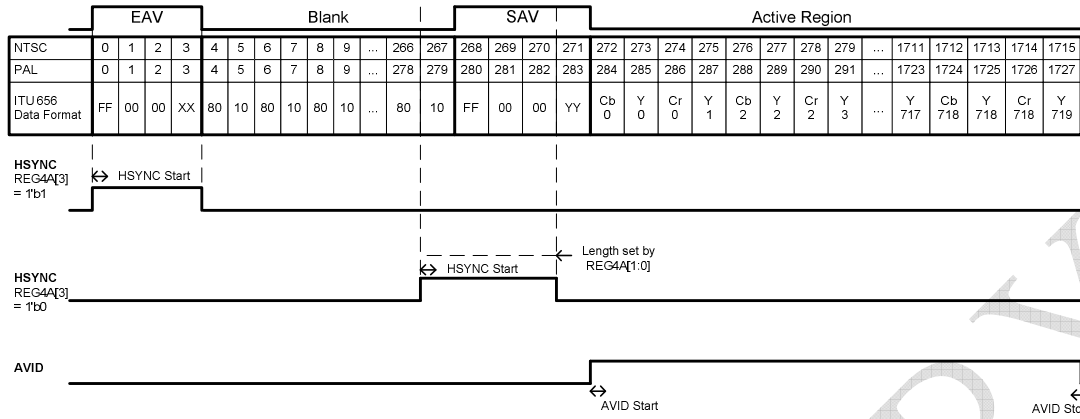 EAV Blank SAV Active Region
NTSC 0 1 2 3 4 5 6 7 8 9 ... 266 267 268 269 270 271 272 273 274 275 276 277 278 279 ... 1711 1712 1713 1714 1715
PAL 0 1 2 3 4 5 6 7 8 9 ... 278 279 280 281 282 283 284 285 286 287 288 289 290 291 ... 1723 1724 1725 1726 1727
ITU 656
Data Format
FF 00 00 XX 80 10 80 10 80 10 ... 80 10 FF 00 00 YY
Cb Y Cr Y Cb Y Cr Y ... Y Cb Y Cr Y
0 0 0 1 2 2 2 3 717 718 718 718 719
HSYNC
REG4A[3]
= 1'b1
HSYNC Start
Length set by
REG4A[1:0]
HSYNC
REG4A[3]
= 1'b0
HSYNC Start
AVID
AVID Start
AVID